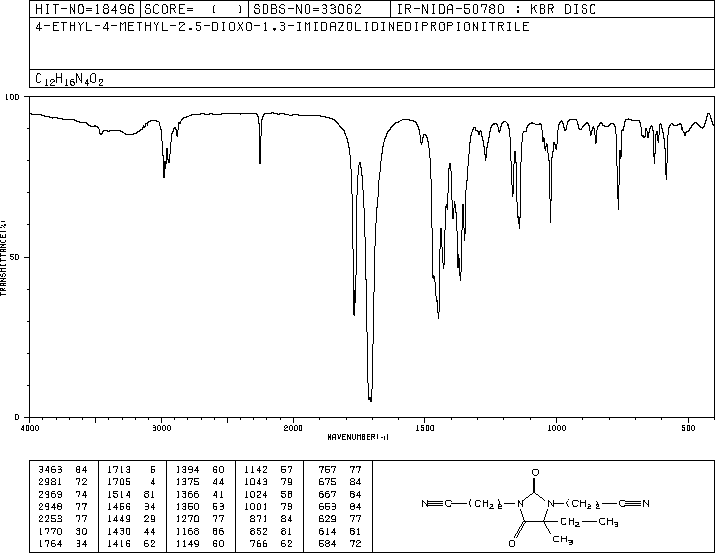 HIT-NO=18496 SCORE= ( ) SDBS-NO=33062 IR-NIDA-50780 : KBR DISC
4-ETHYL-4-METHYL-2,5-DIOXO-1,3-IMIDAZOLIDINEDIPROPIONITRILE
C12H16N4O2
100
50
0
TRANSMITTANCE(%)
4000 3000 2000 1500 1000 500
WAVENUMBER(-1)
3463 84 1713 6 1394 60 1142 57 757 77
2981 72 1705 4 1375 44 1043 79 675 84
2969 74 1514 81 1366 41 1024 58 667 84
2948 77 1466 34 1350 53 1001 79 653 84
2253 77 1449 29 1270 77 871 84 629 77
1770 30 1430 44 1168 66 852 81 614 81
1764 34 1416 62 1149 60 766 62 584 72
O
N≡C—(CH2)2—N N—(CH2)2—C≡N
CH2—CH3
O CH3